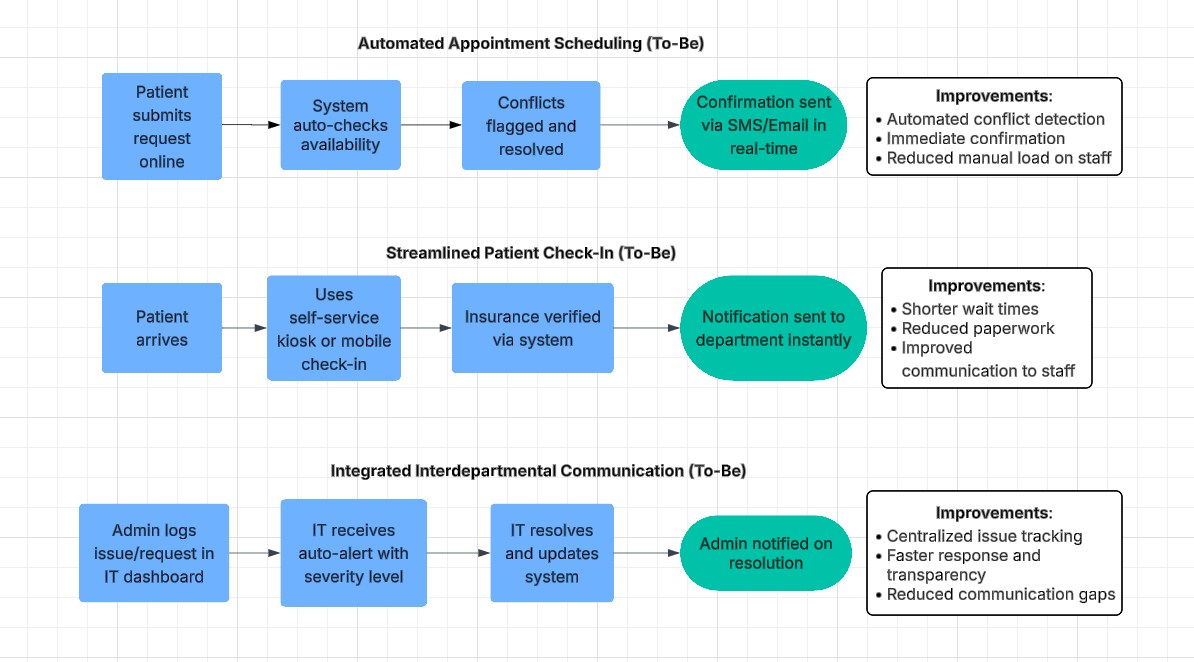 Automated Appointment Scheduling (To-Be)
Patient
submits
request
online
System
auto-checks
availability
Conflicts
flagged and
resolved
Confirmation sent
via SMS/Email in
real-time
Improvements:
• Automated conflict detection
• Immediate confirmation
• Reduced manual load on staff
Streamlined Patient Check-In (To-Be)
Patient
arrives
Uses
self-service
kiosk or mobile
check-in
Insurance verified
via system
Notification sent to
department instantly
Improvements:
• Shorter wait times
• Reduced paperwork
• Improved
communication to staff
Integrated Interdepartmental Communication (To-Be)
Admin logs
issue/request in
IT dashboard
IT receives
auto-alert with
severity level
IT resolves
and updates
system
Admin notified on
resolution
Improvements:
• Centralized issue tracking
• Faster response and
transparency
• Reduced communication gaps